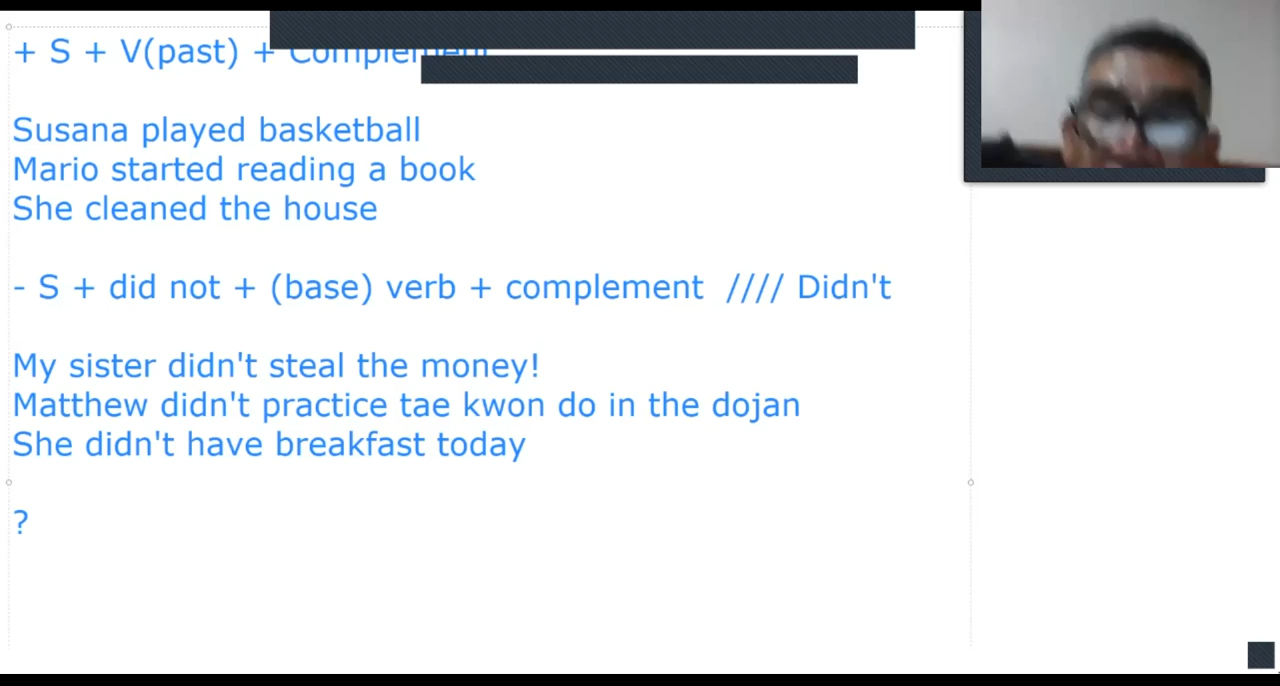 + S + V(past) + Complement
Susana played basketball
Mario started reading a book
She cleaned the house
- S + did not + (base) verb + complement //// Didn't
My sister didn't steal the money!
Matthew didn't practice tae kwon do in the dojan
She didn't have breakfast today
?